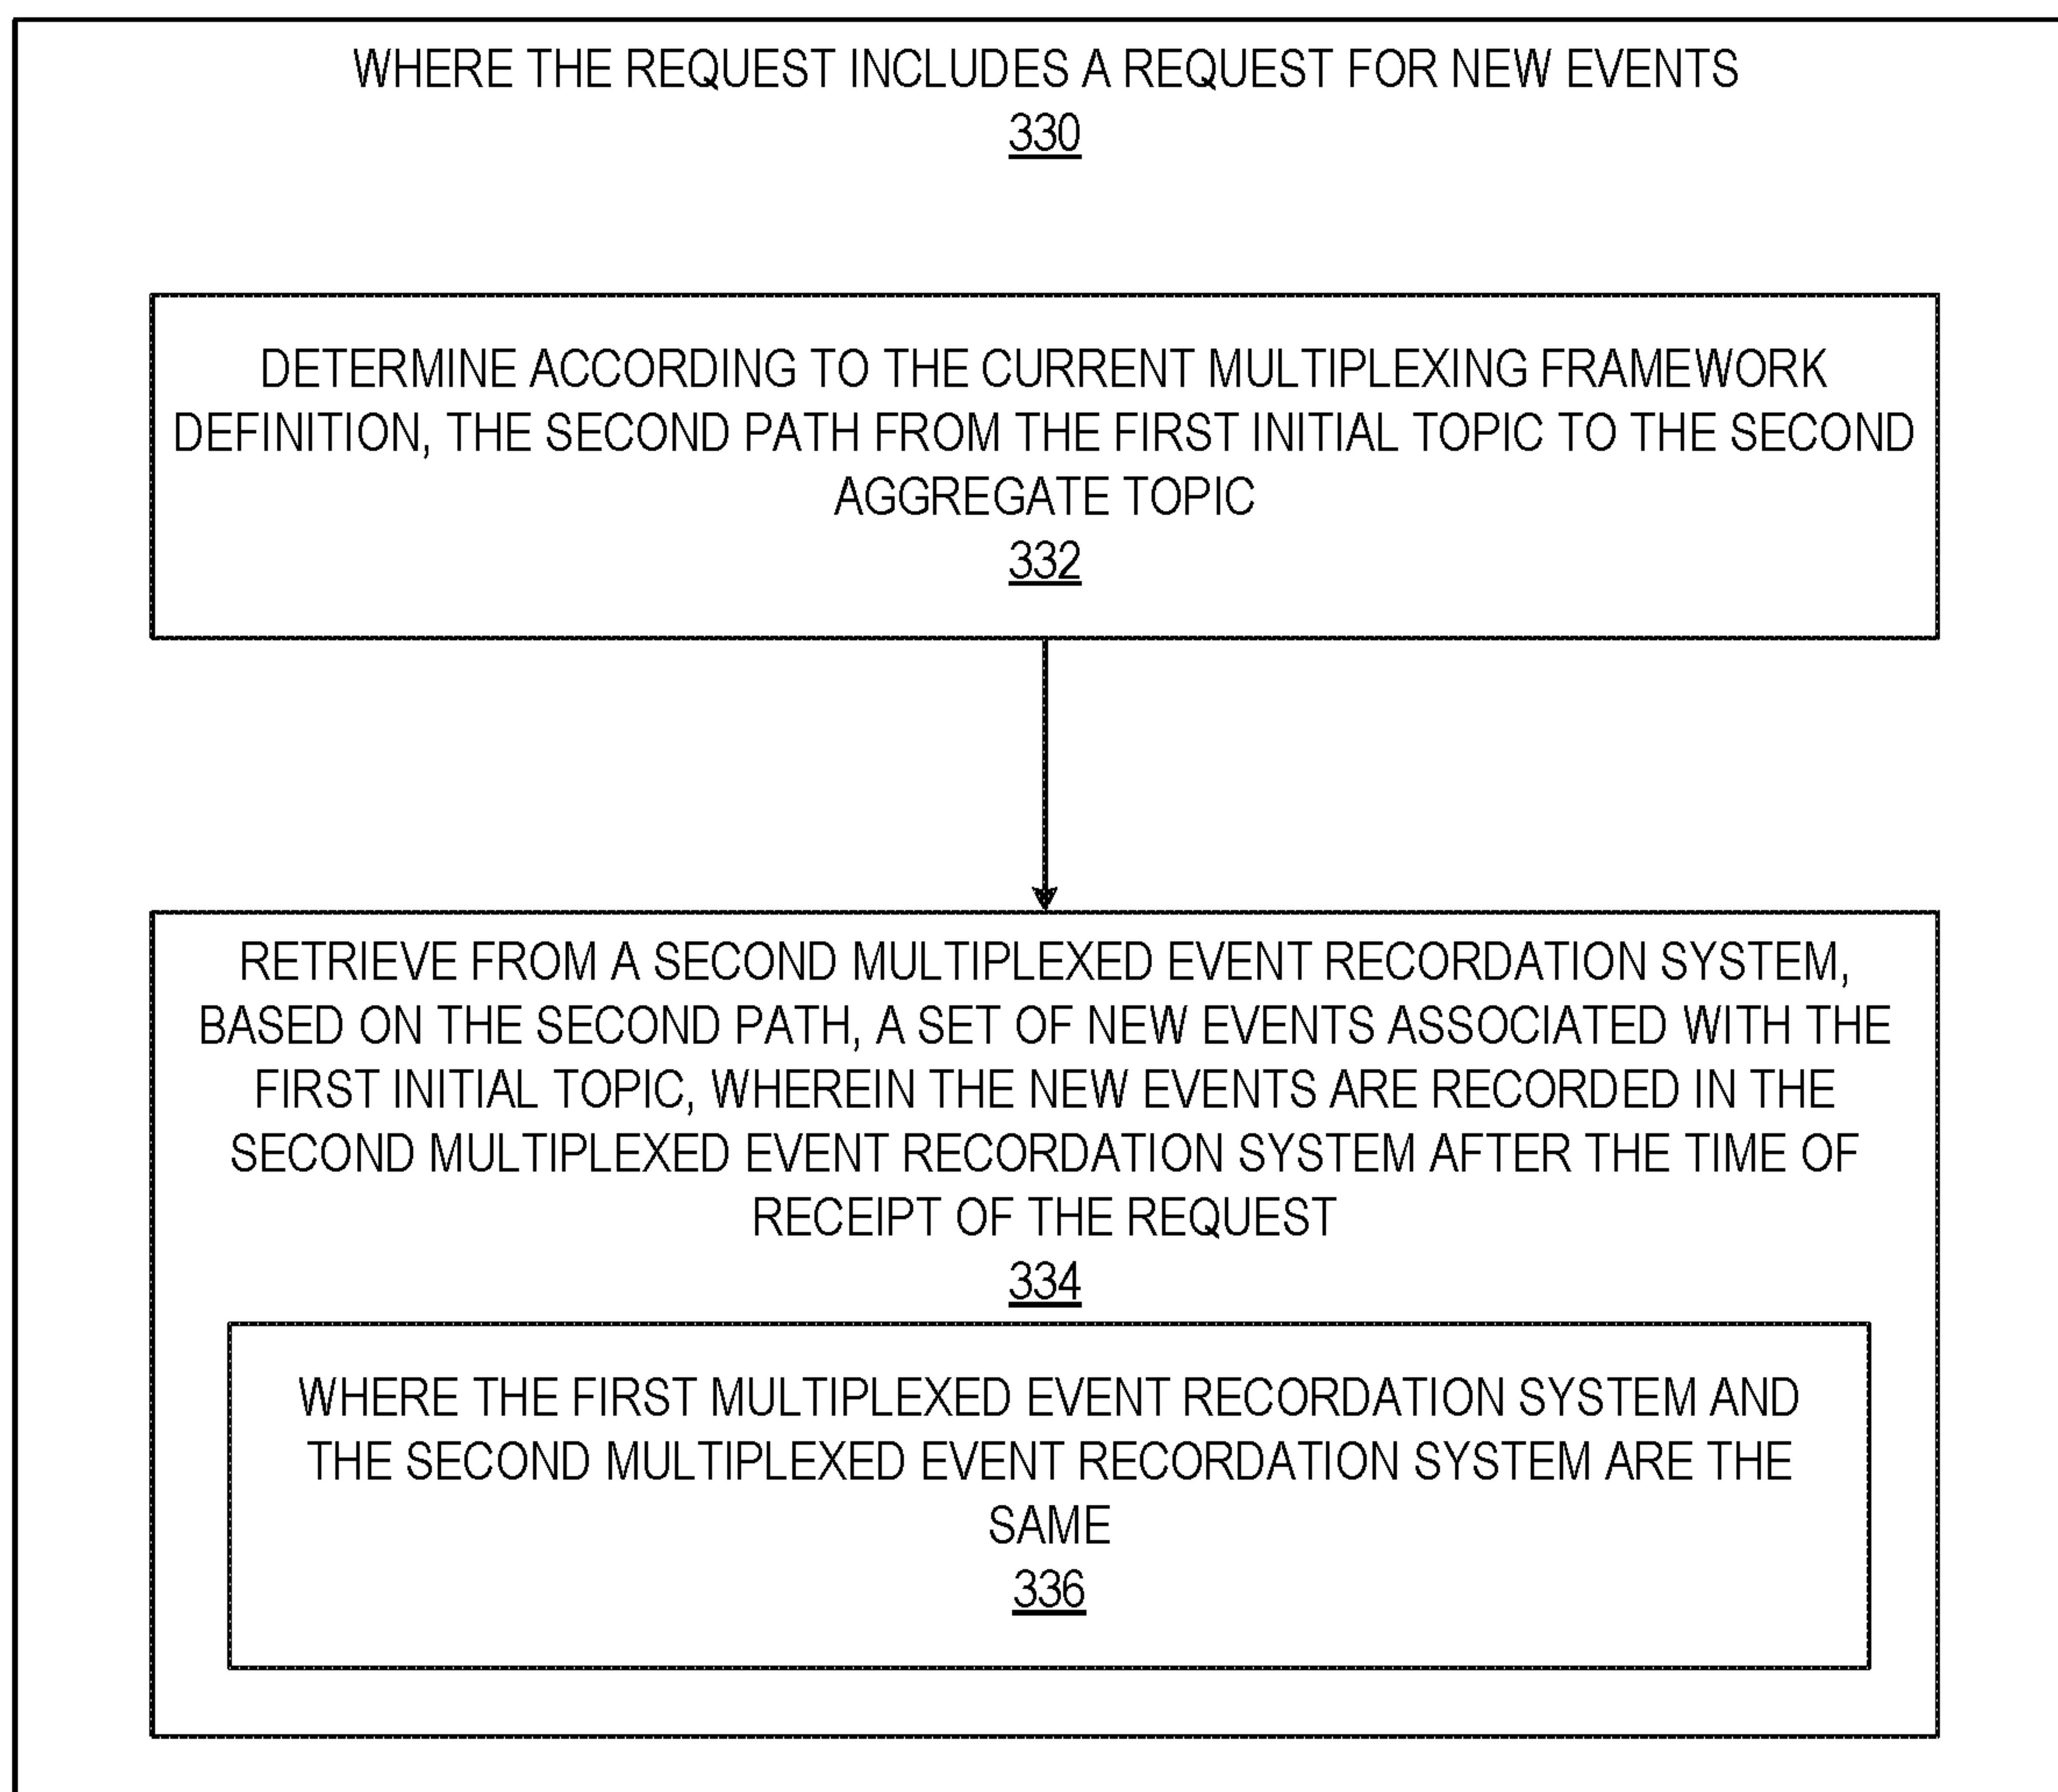 WHERE THE REQUEST INCLUDES A REQUEST FOR NEW EVENTS
330
DETERMINE ACCORDING TO THE CURRENT MULTIPLEXING FRAMEWORK
DEFINITION, THE SECOND PATH FROM THE FIRST INITIAL TOPIC TO THE SECOND
AGGREGATE TOPIC
332
RETRIEVE FROM A SECOND MULTIPLEXED EVENT RECORDATION SYSTEM,
BASED ON THE SECOND PATH, A SET OF NEW EVENTS ASSOCIATED WITH THE
FIRST INITIAL TOPIC, WHEREIN THE NEW EVENTS ARE RECORDED IN THE
SECOND MULTIPLEXED EVENT RECORDATION SYSTEM AFTER THE TIME OF
RECEIPT OF THE REQUEST
334
WHERE THE FIRST MULTIPLEXED EVENT RECORDATION SYSTEM AND
THE SECOND MULTIPLEXED EVENT RECORDATION SYSTEM ARE THE
SAME
336